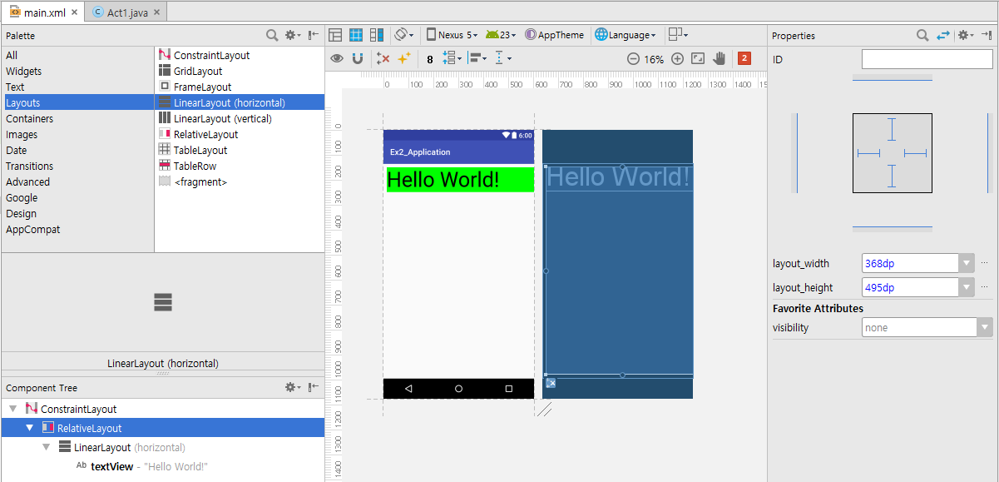 main.xml × Act1.java ×
Palette
All
Widgets
Text
Layouts
Containers
Images
Date
Transitions
Advanced
Google
Design
AppCompat
ConstraintLayout
GridLayout
FrameLayout
LinearLayout (horizontal)
LinearLayout (vertical)
RelativeLayout
TableLayout
TableRow
<fragment>
LinearLayout (horizontal)
Component Tree
ConstraintLayout
RelativeLayout
LinearLayout (horizontal)
Ab textView - "Hello World!"
Nexus 5 23 AppTheme Language
8 16% 2
0 100 200 300 400 500 600 700 800 900 1000 1100 1200 1300 1400 15
0
100
200
300
400
500
600
700
800
900
1000
1100
1200
1300
1400
6:00
Ex2_Application
Hello World!
Hello World!
Properties
ID
layout_width 368dp ...
layout_height 495dp ...
Favorite Attributes
visibility none